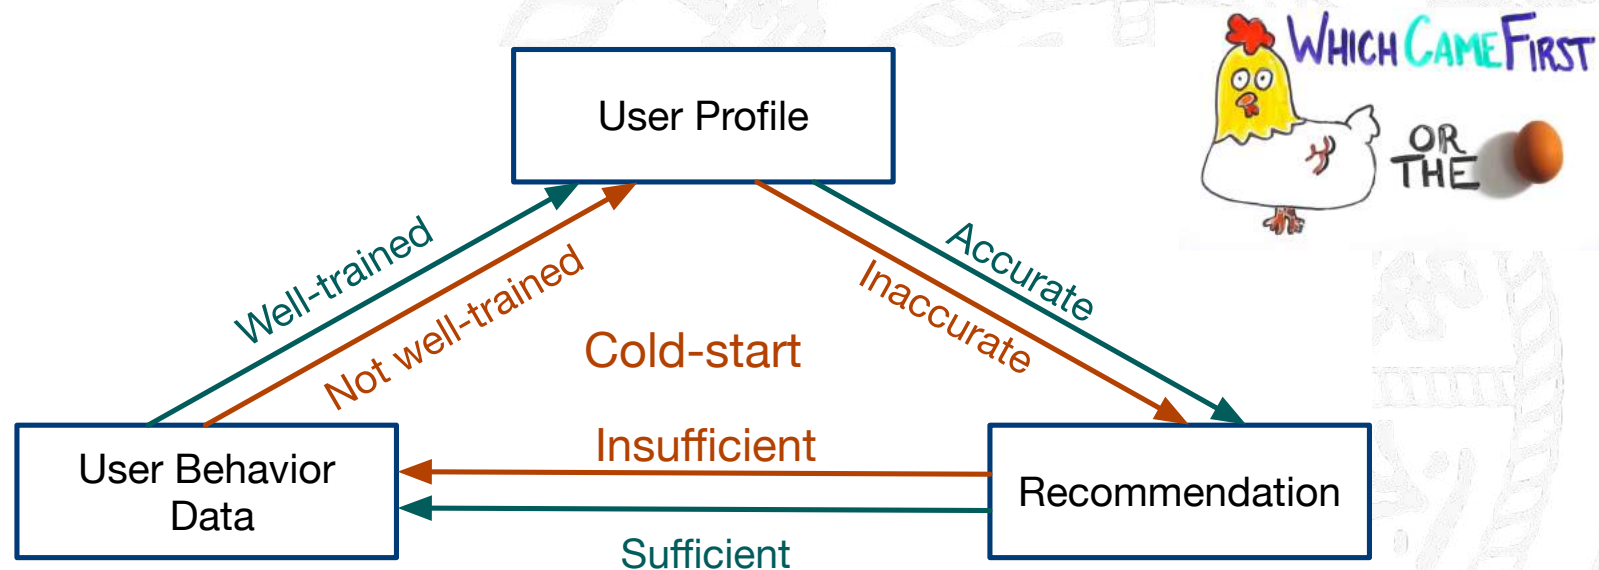 WHICH CAME FIRST
OR
THE
User Profile
Well-trained
Not well-trained
Accurate
Inaccurate
Cold-start
Insufficient
User Behavior
Data
Recommendation
Sufficient